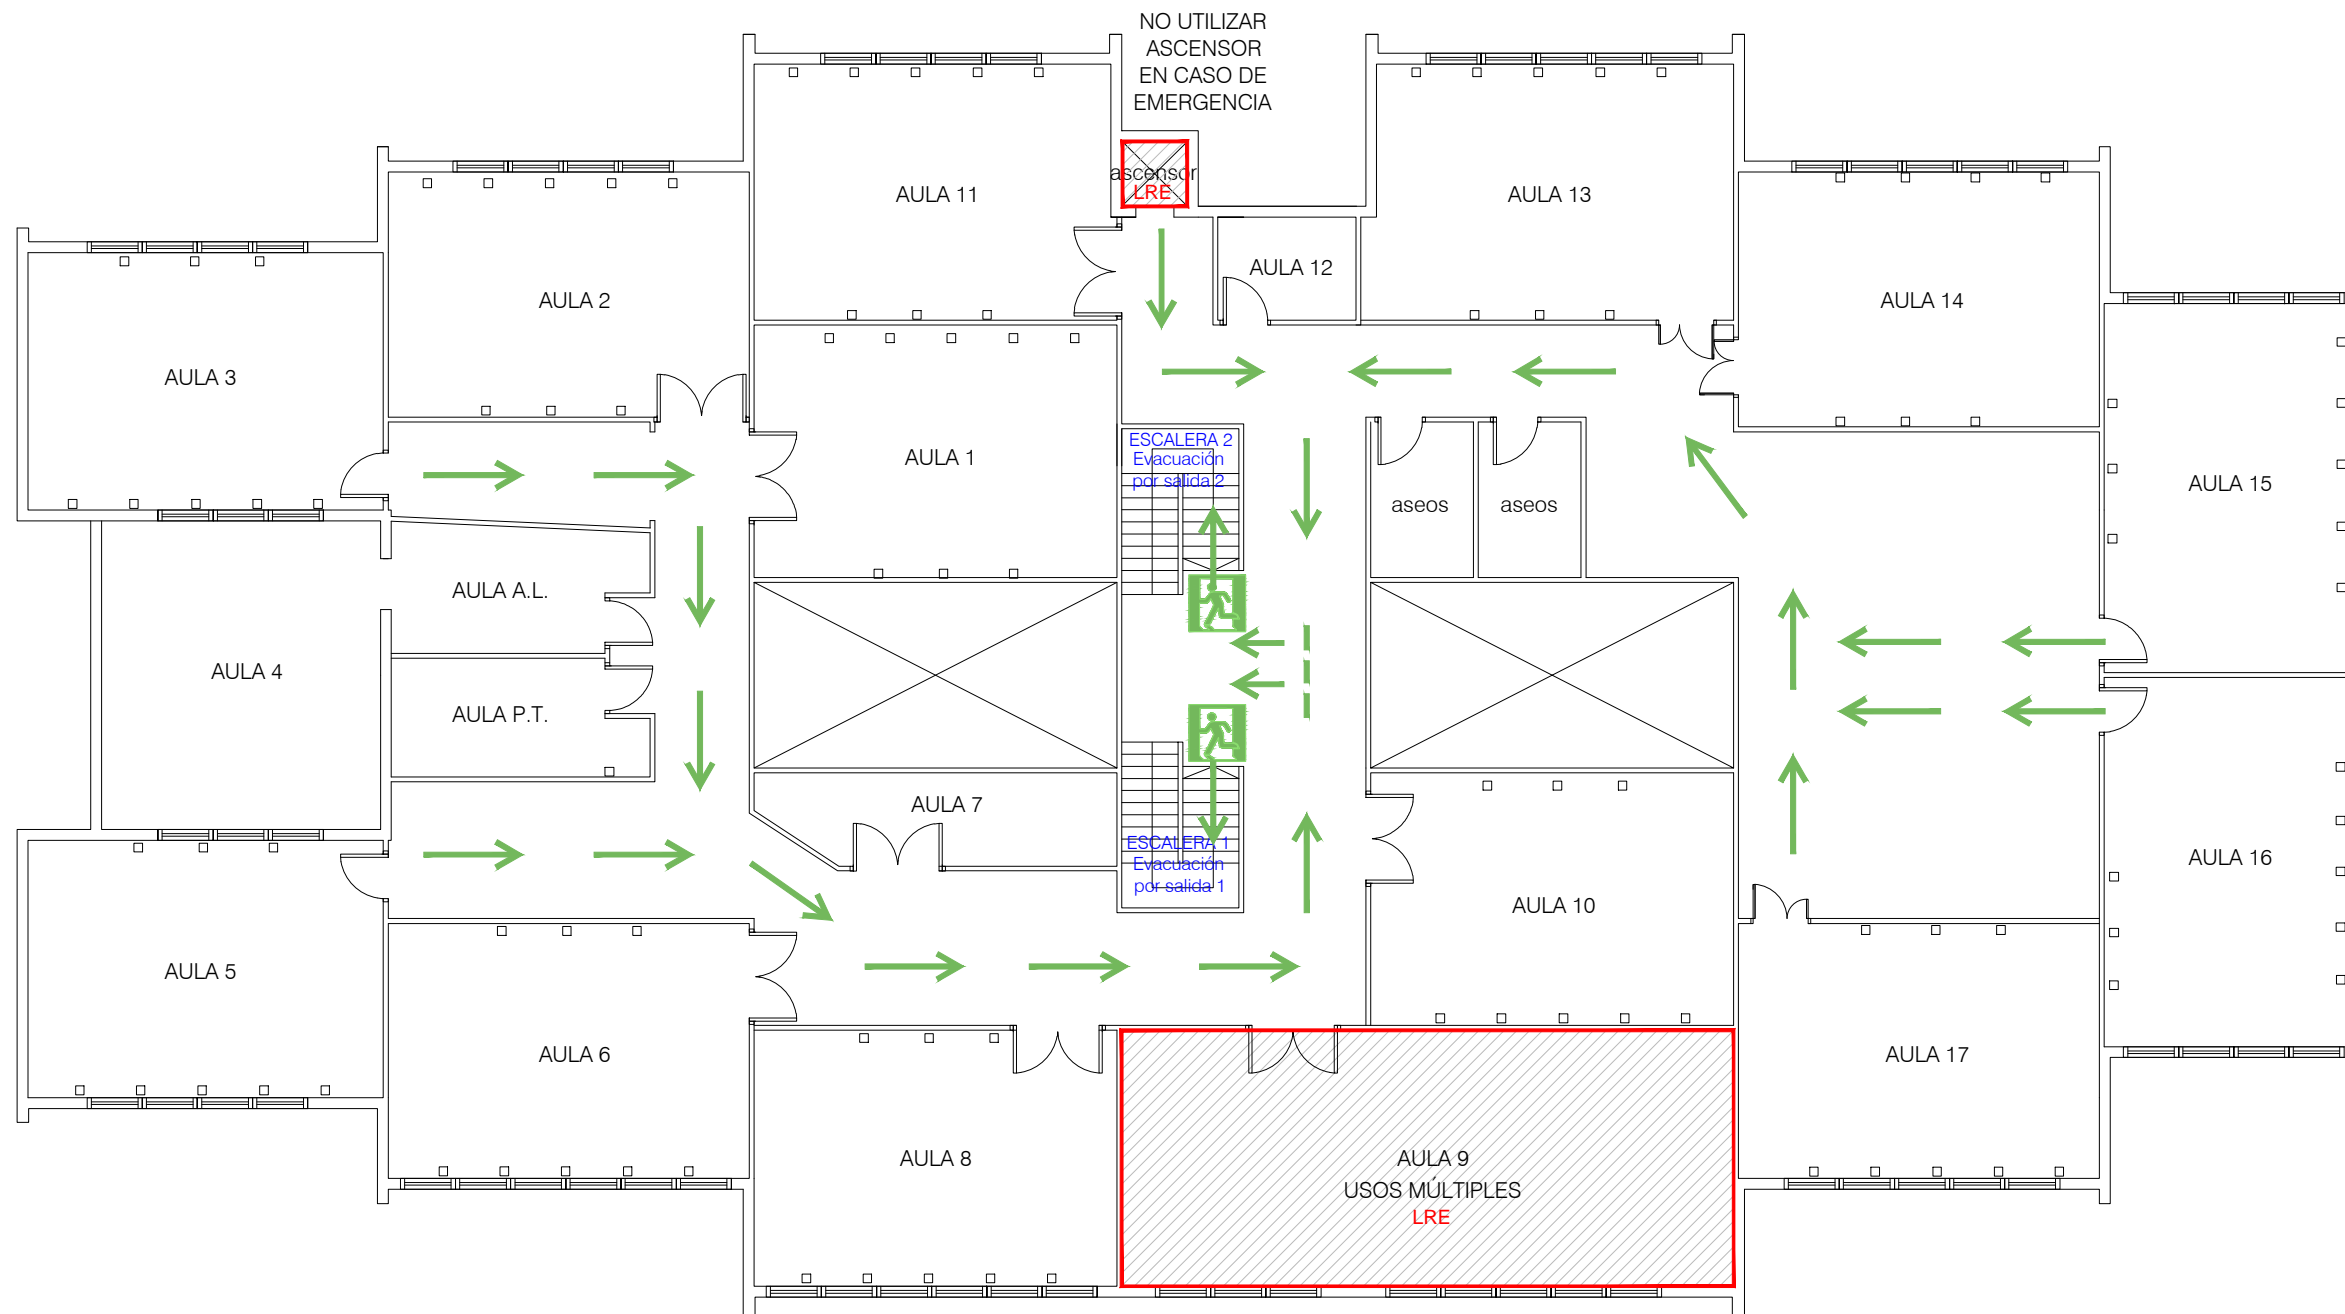 NO UTILIZAR
ASCENSOR
EN CASO DE
EMERGENCIA
ascensor
LRE
AULA 11
AULA 13
AULA 12
AULA 2
AULA 14
AULA 3
AULA 1
ESCALERA 2
Evacuación
por salida 2
aseos
aseos
AULA 15
AULA A.L.
AULA 4
AULA P.T.
AULA 7
ESCALERA 1
Evacuación
por salida 1
AULA 10
AULA 16
AULA 5
AULA 6
AULA 17
AULA 8
AULA 9
USOS MÚLTIPLES
LRE